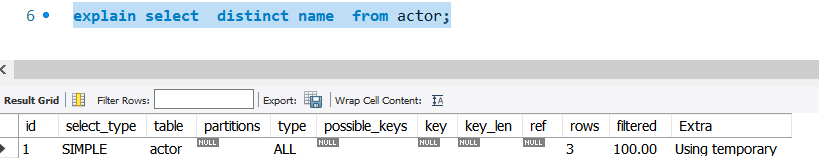 6 explain select distinct name from actor;
Result Grid Filter Rows: Export: Wrap Cell Content: IA
id select_type table partitions type possible_keys key key_len ref rows filtered Extra
1 SIMPLE actor NULL ALL NULL NULL NULL NULL 3 100.00 Using temporary